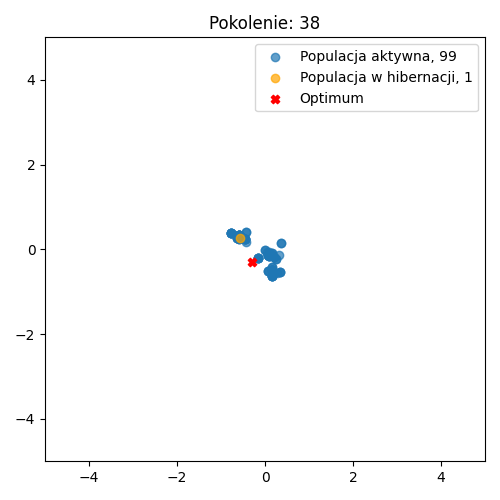 Pokolenie: 38
Populacja aktywna, 99
Populacja w hibernacji, 1
Optimum
4
2
0
−2
−4
−4
−2
0
2
4